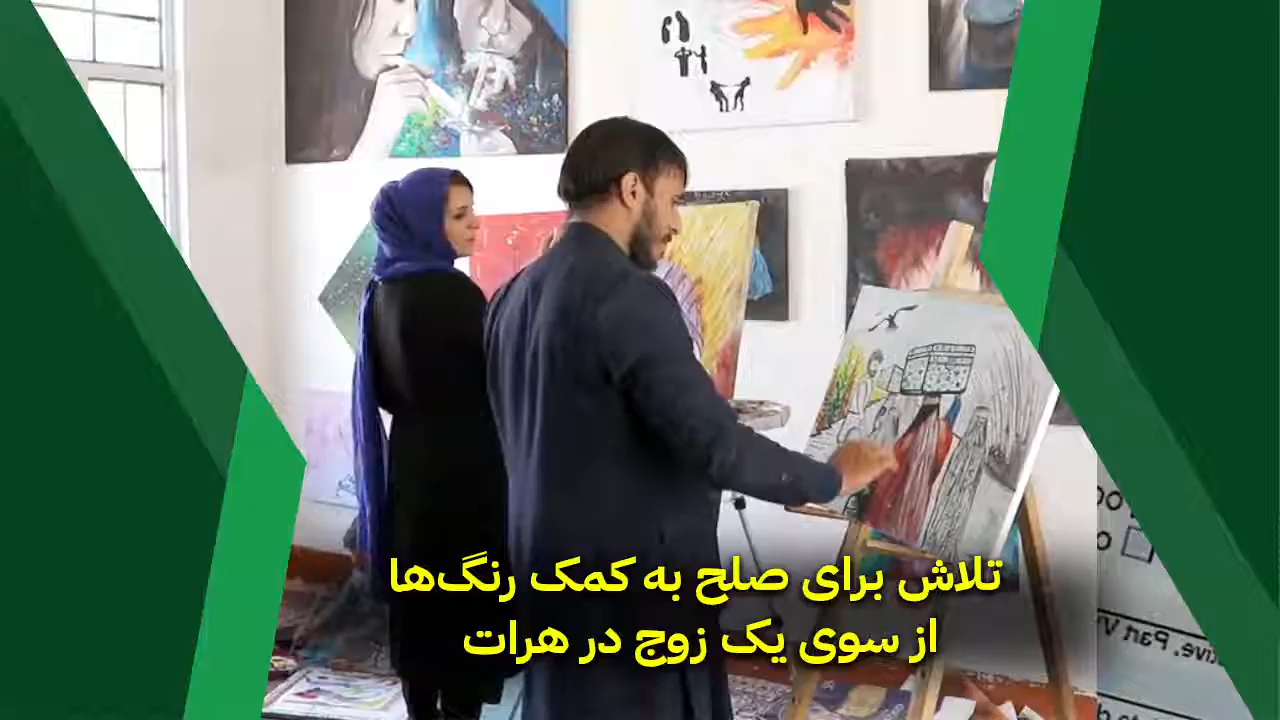 تلاش برای صلح به کمک رنگ‌ها
از سوی یک زوج در هرات